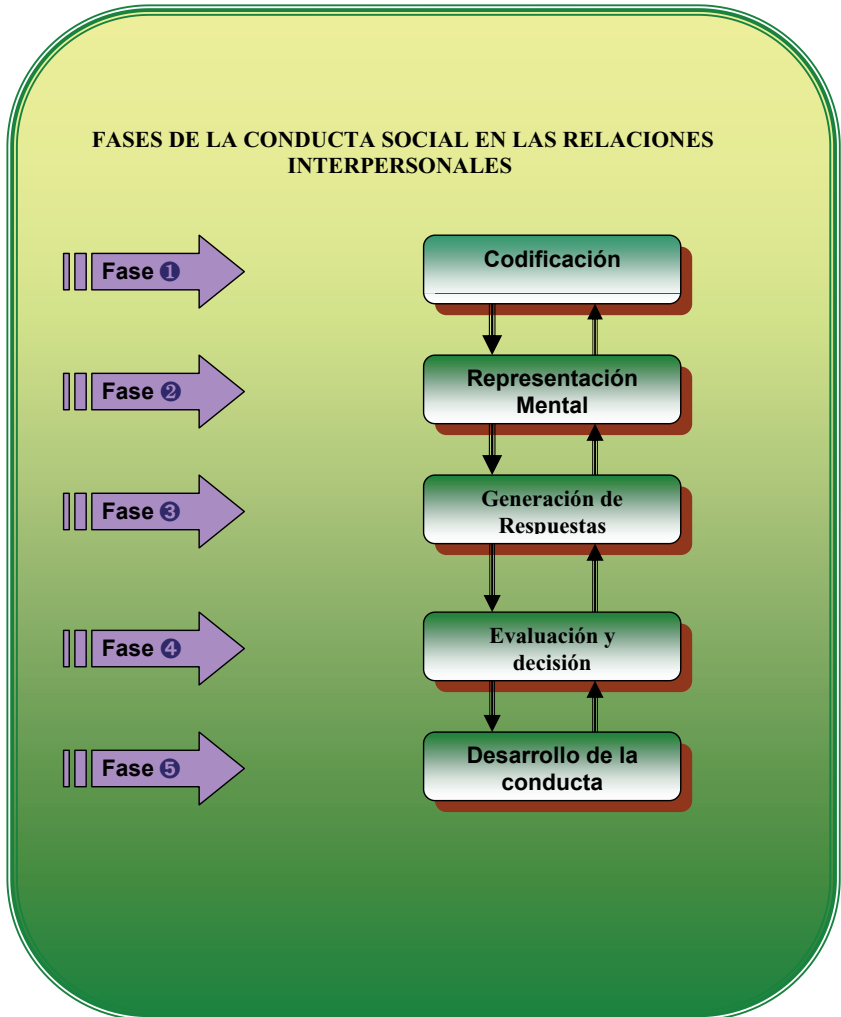 FASES DE LA CONDUCTA SOCIAL EN LAS RELACIONES
INTERPERSONALES
Fase ❶
Codificación
Fase ❷
Representación
Mental
Fase ❸
Generación de
Respuestas
Fase ❹
Evaluación y
decisión
Fase ❺
Desarrollo de la
conducta